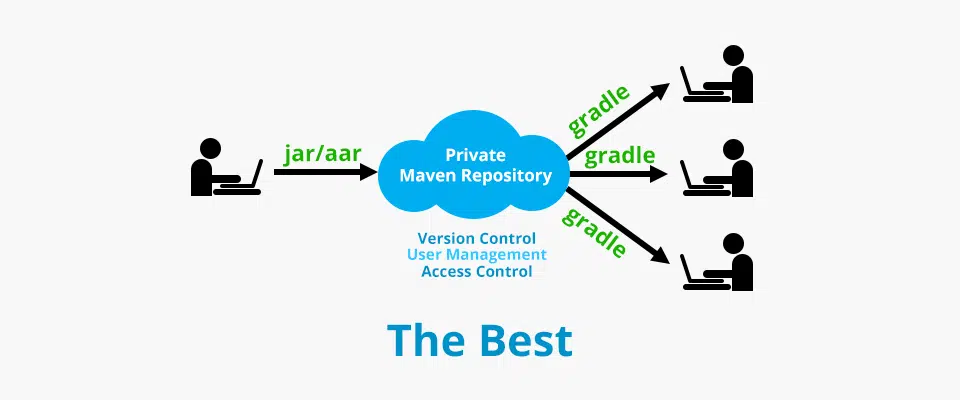 jar/aar
Private
Maven Repository
gradle
gradle
gradle
Version Control
User Management
Access Control
The Best